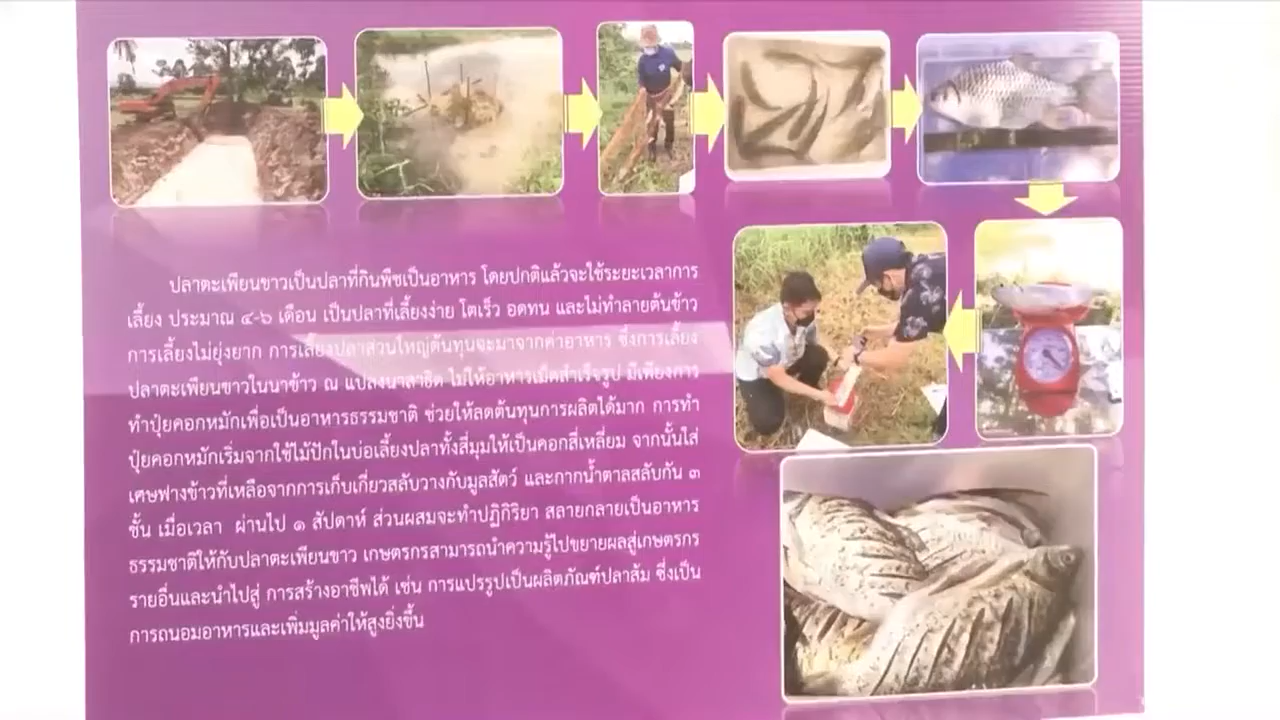 ปลาตะเพียนขาวเป็นปลาที่กินพืชเป็นอาหาร โดยปกติแล้วจะใช้ระยะเวลาการ
เลี้ยง ประมาณ ๔-๖ เดือน เป็นปลาที่เลี้ยงง่าย โตเร็ว อดทน และไม่ทำลายต้นข้าว
การเลี้ยงไม่ยุ่งยาก การเลี้ยงปลาส่วนใหญ่ต้นทุนจะมาจากค่าอาหาร ซึ่งการเลี้ยง
ปลาตะเพียนขาวในนาข้าว ณ แปลงนาสาธิต ไม่ให้อาหารเม็ดสำเร็จรูป มีเพียงการ
ทำปุ๋ยคอกหมักเพื่อเป็นอาหารธรรมชาติ ช่วยให้ลดต้นทุนการผลิตได้มาก การทำ
ปุ๋ยคอกหมักเริ่มจากใช้ไม้ปักในบ่อเลี้ยงปลาทั้งสี่มุมให้เป็นคอกสี่เหลี่ยม จากนั้นใส่
เศษฟางข้าวที่เหลือจากการเก็บเกี่ยวสลับวางกับมูลสัตว์ และกากน้ำตาลสลับกัน ๓
ชั้น เมื่อเวลา ผ่านไป ๑ สัปดาห์ ส่วนผสมจะทำปฏิกิริยา สลายกลายเป็นอาหาร
ธรรมชาติให้กับปลาตะเพียนขาว เกษตรกรสามารถนำความรู้ไปขยายผลสู่เกษตรกร
รายอื่นและนำไปสู่ การสร้างอาชีพได้ เช่น การแปรรูปเป็นผลิตภัณฑ์ปลาส้ม ซึ่งเป็น
การถนอมอาหารและเพิ่มมูลค่าให้สูงยิ่งขึ้น